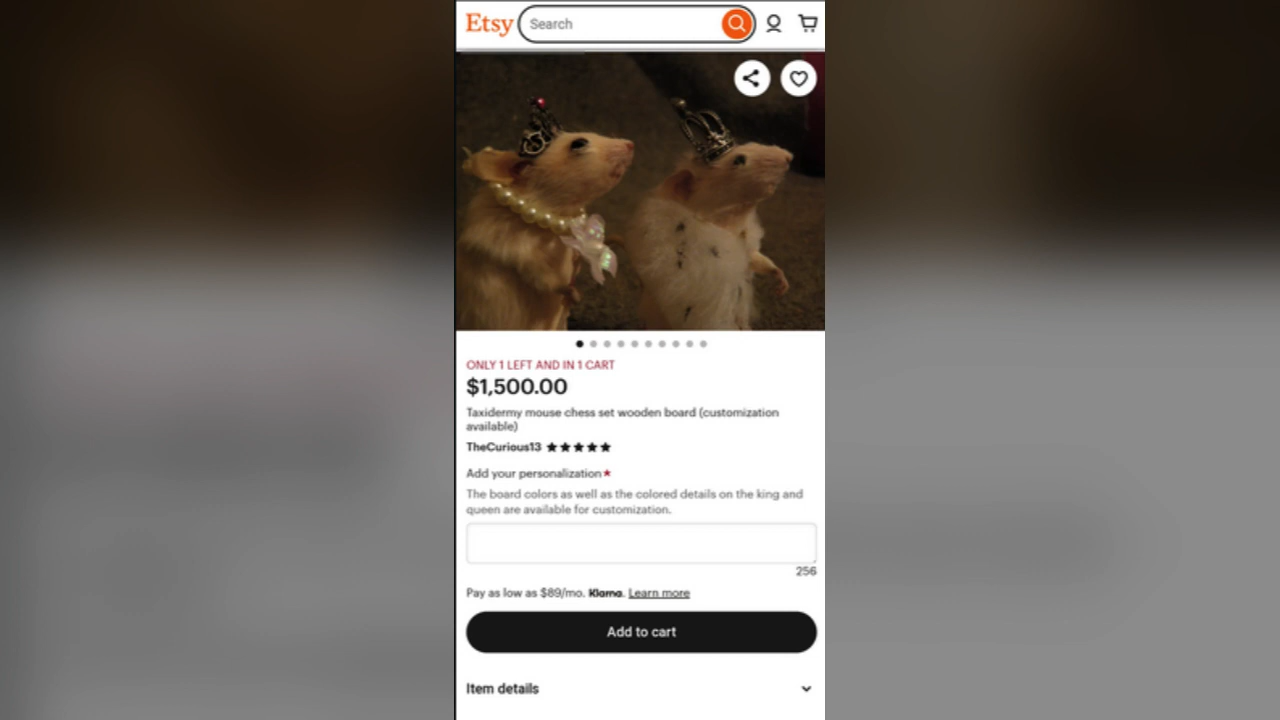 Etsy
Search
ONLY 1 LEFT AND IN 1 CART
$1,500.00
Taxidermy mouse chess set wooden board (customization
available)
TheCurious13 ★★★★★
Add your personalization*
The board colors as well as the colored details on the king and
queen are available for customization.
256
Pay as low as $89/mo. Klarna. Learn more
Add to cart
Item details